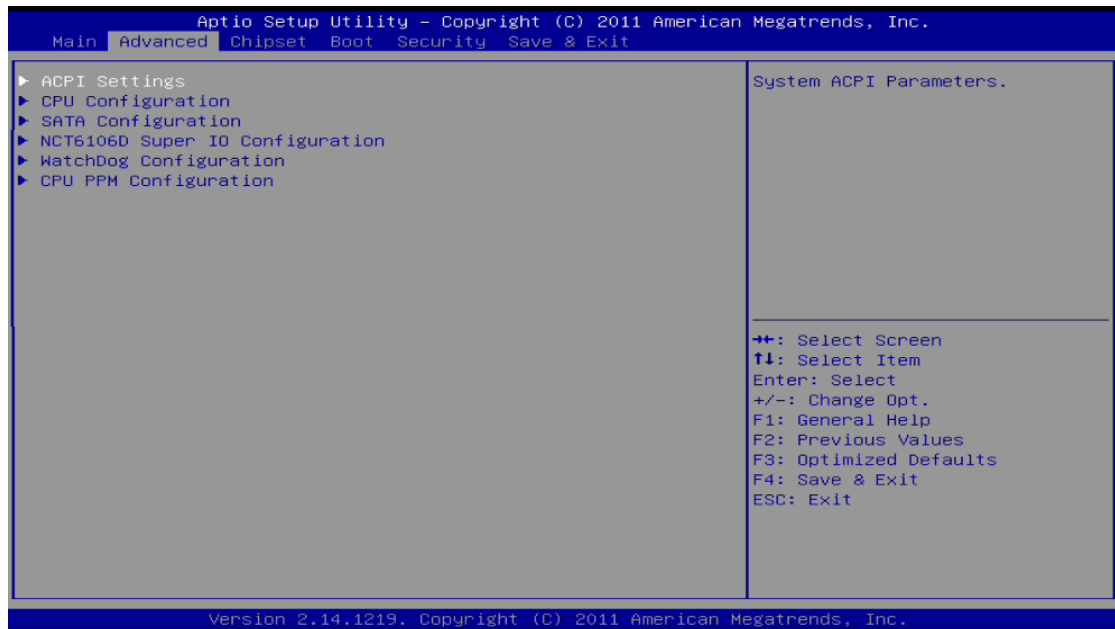 Aptio Setup Utility – Copyright (C) 2011 American Megatrends, Inc.
Main Advanced Chipset Boot Security Save & Exit
► ACPI Settings
► CPU Configuration
► SATA Configuration
► NCT6106D Super IO Configuration
► WatchDog Configuration
► CPU PPM Configuration
System ACPI Parameters.
→←: Select Screen
↑↓: Select Item
Enter: Select
+/-: Change Opt.
F1: General Help
F2: Previous Values
F3: Optimized Defaults
F4: Save & Exit
ESC: Exit
Version 2.14.1219. Copyright (C) 2011 American Megatrends, Inc.